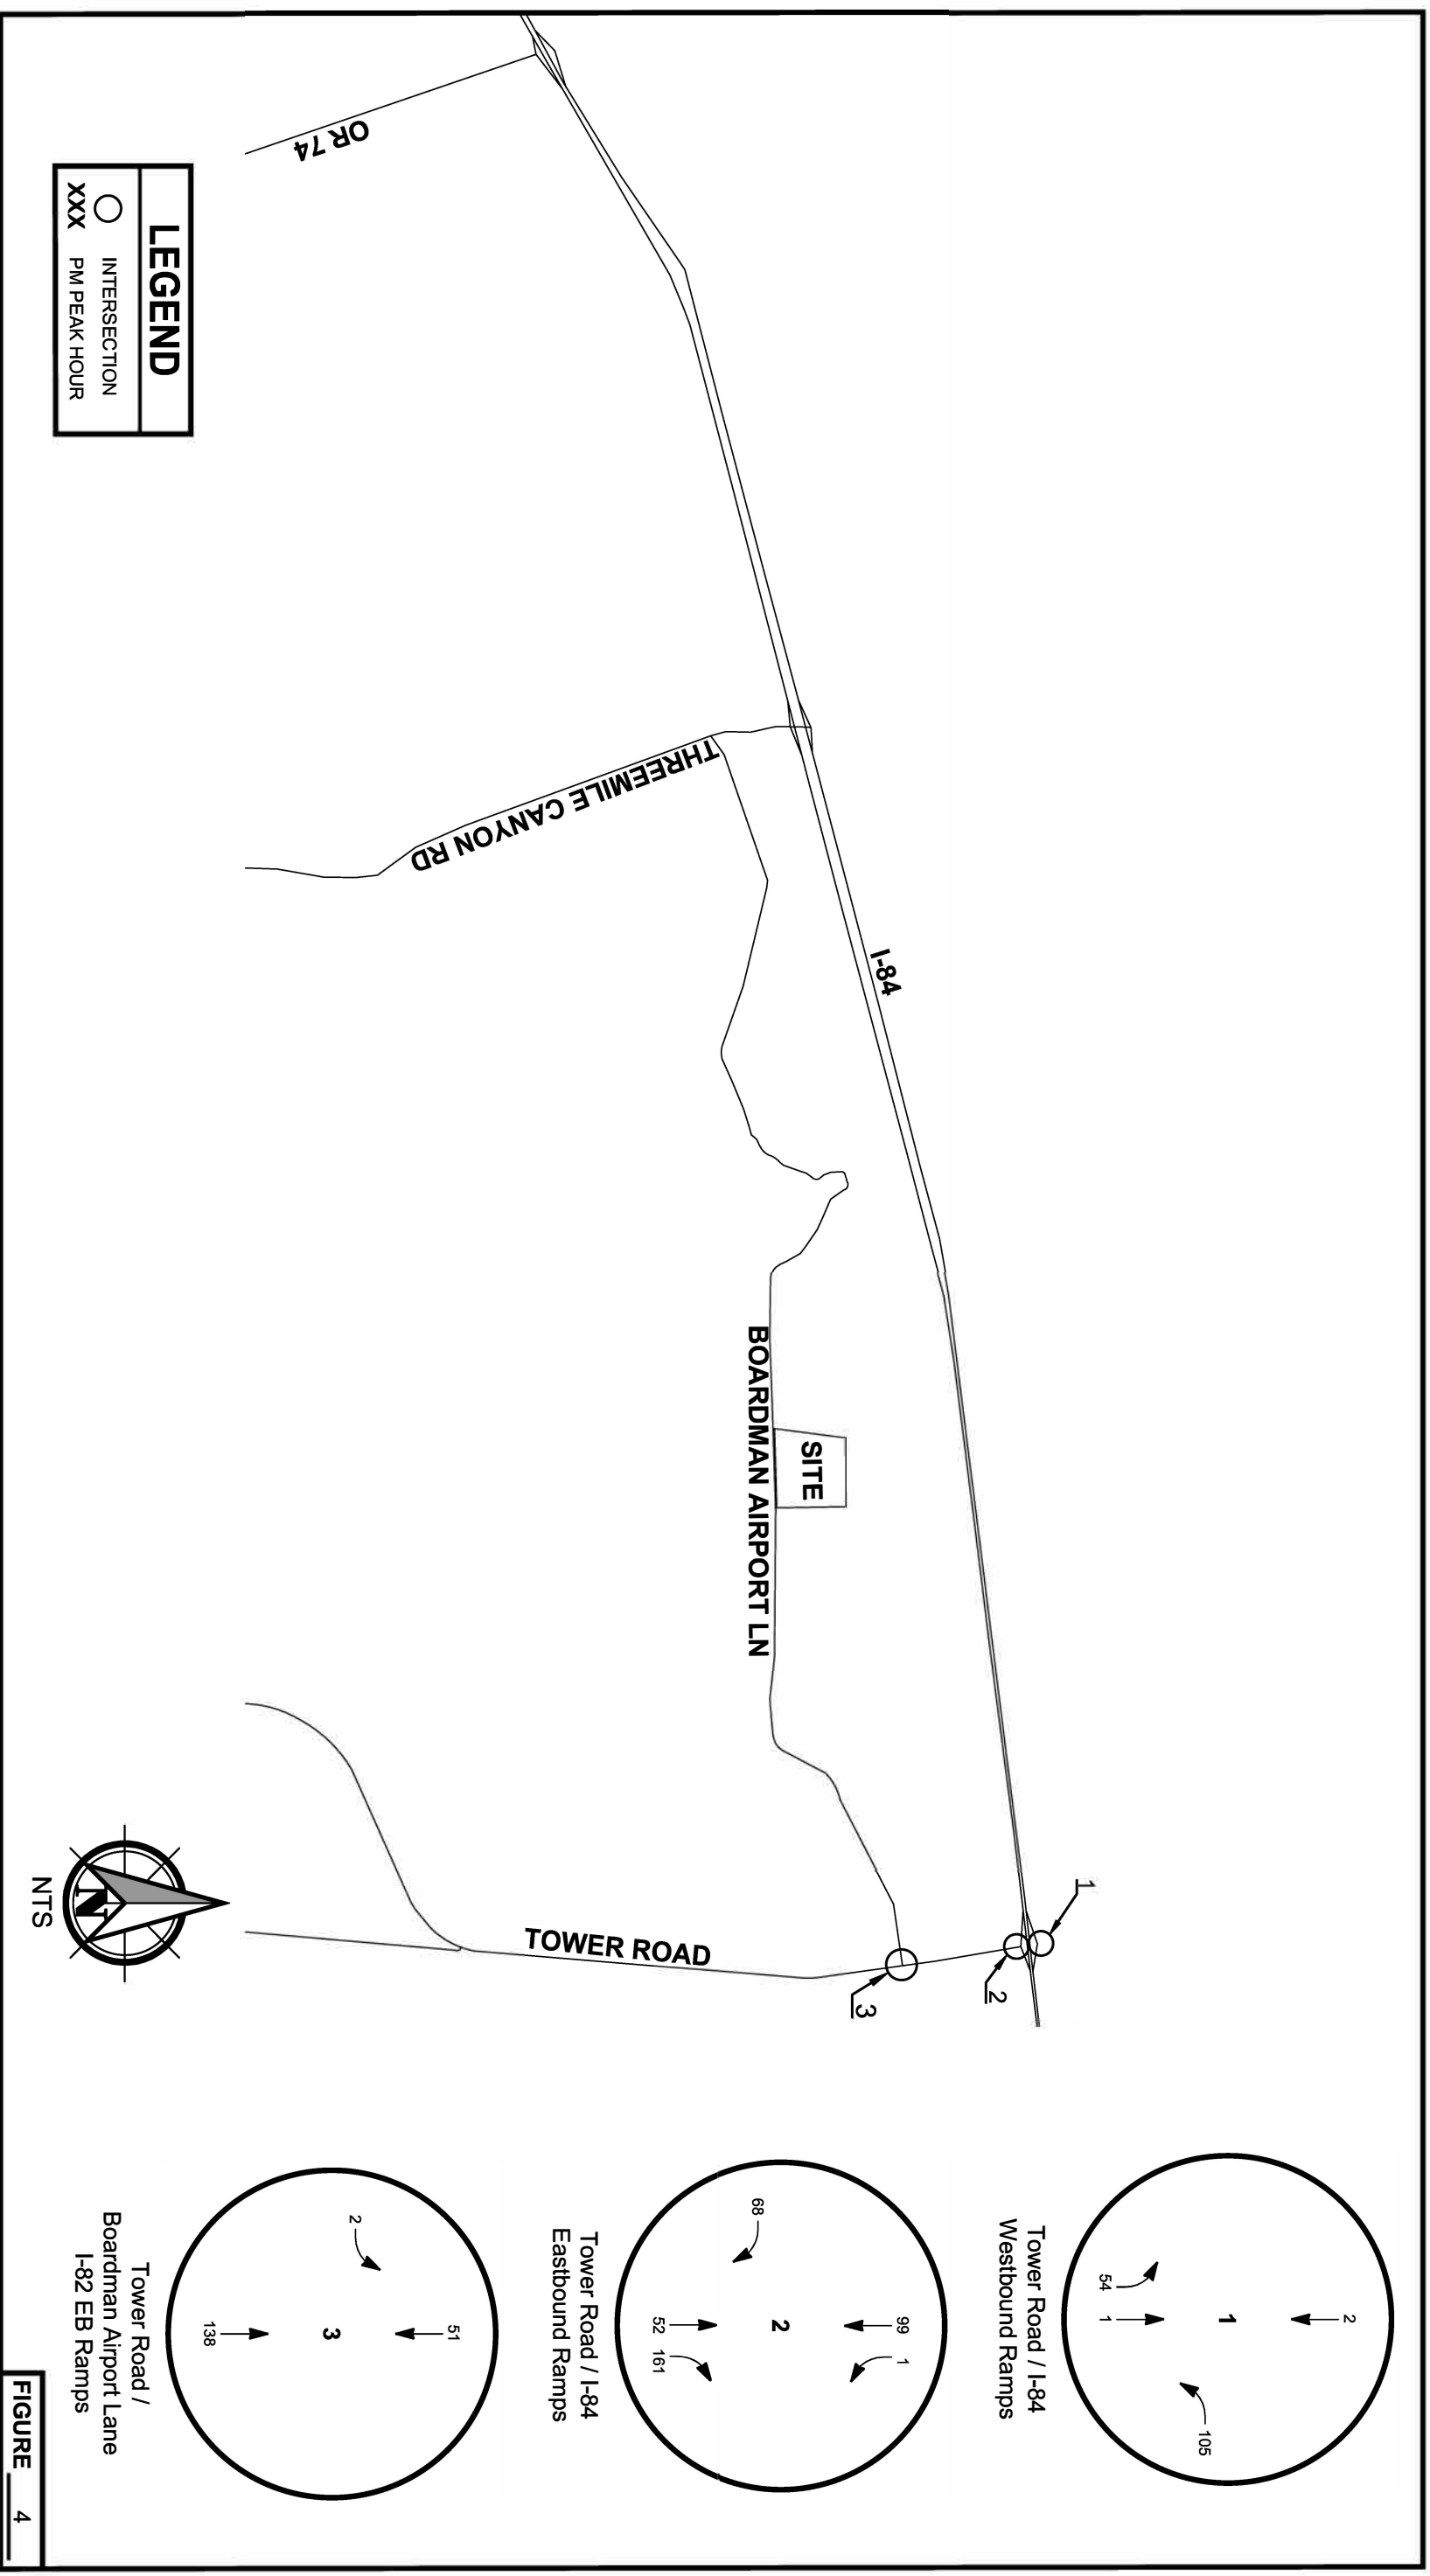 OR 74
THREEMILE CANYON RD
I-84
BOARDMAN AIRPORT LN
SITE
TOWER ROAD
1
2
3
LEGEND
INTERSECTION
XXX PM PEAK HOUR
N
NTS
1
2
54
1
105
Tower Road / I-84
Westbound Ramps
2
99
1
68
52
161
Tower Road / I-84
Eastbound Ramps
3
51
2
138
Tower Road /
Boardman Airport Lane
I-82 EB Ramps
FIGURE 4